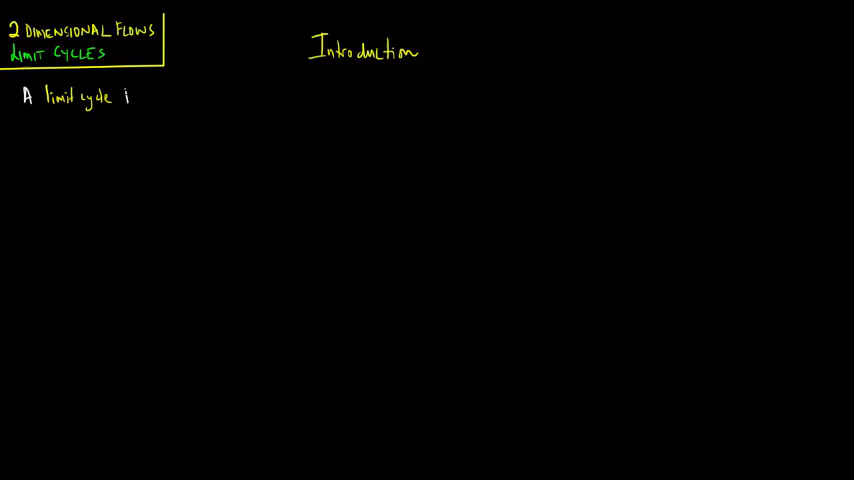 2 DIMENSIONAL FLOWS
LIMIT CYCLES
Introduction
A limit cycle i